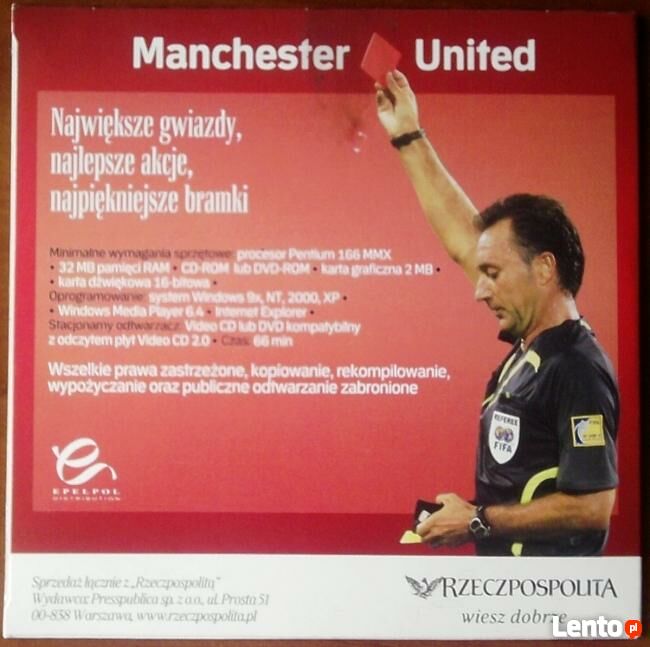 Manchester United
Największe gwiazdy,
najlepsze akcje,
najpiękniejsze bramki
Minimalne wymagania sprzętowe: procesor Pentium 166 MMX
• 32 MB pamięci RAM • CD-ROM lub DVD-ROM • karta graficzna 2 MB •
• karta dźwiękowa 16-bitowa •
Oprogramowanie: system Windows 9x, NT, 2000, XP •
• Windows Media Player 6.4 • Internet Explorer •
Stacjonarny odtwarzacz: Video CD lub DVD kompatybilny
z odczytem płyt Video CD 2.0 • Czas: 66 min
Wszelkie prawa zastrzeżone, kopiowanie, rekompilowanie,
wypożyczanie oraz publiczne odtwarzanie zabronione
REFEREE
FIFA
EPELPOL
DISTRIBUTION
Sprzedaż łącznie z „Rzeczpospolitą”
Wydawca: Presspublica sp. z o.o., ul. Prosta 51
00-838 Warszawa, www.rzeczpospolita.pl
RZECZPOSPOLITA
wiesz dobrze
Lento.pl